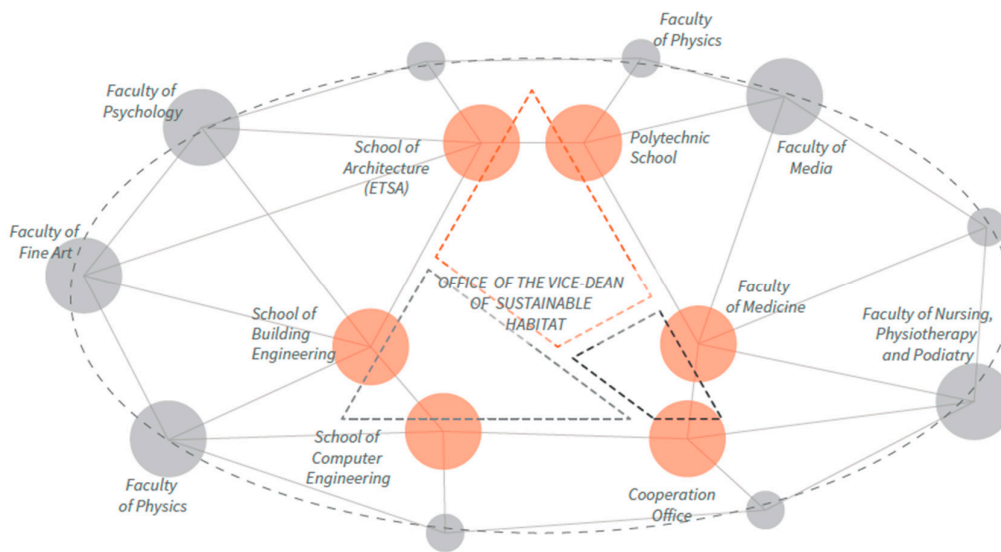 Faculty
of Physics
Faculty of
Psychology
School of
Architecture
(ETSA)
Polytechnic
School
Faculty of
Media
Faculty of
Fine Art
OFFICE OF THE VICE-DEAN
OF SUSTAINABLE
HABITAT
Faculty
of Medicine
School of
Building
Engineering
Faculty of Nursing,
Physiotherapy
and Podiatry
School of
Computer
Engineering
Faculty
of Physics
Cooperation
Office